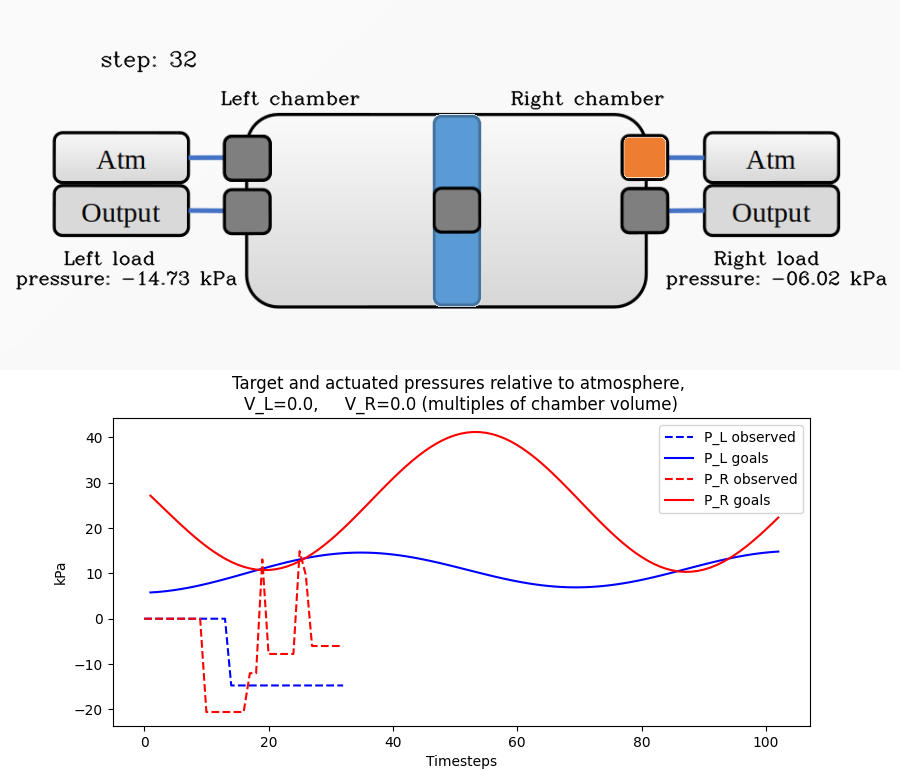 step: 32
Left chamber
Right chamber
Atm
Atm
Output
Output
Left load
pressure: −14.73 kPa
Right load
pressure: −06.02 kPa
Target and actuated pressures relative to atmosphere,
V_L=0.0, V_R=0.0 (multiples of chamber volume)
P_L observed
P_L goals
P_R observed
P_R goals
kPa
40
30
20
10
0
−10
−20
0 20 40 60 80 100
Timesteps